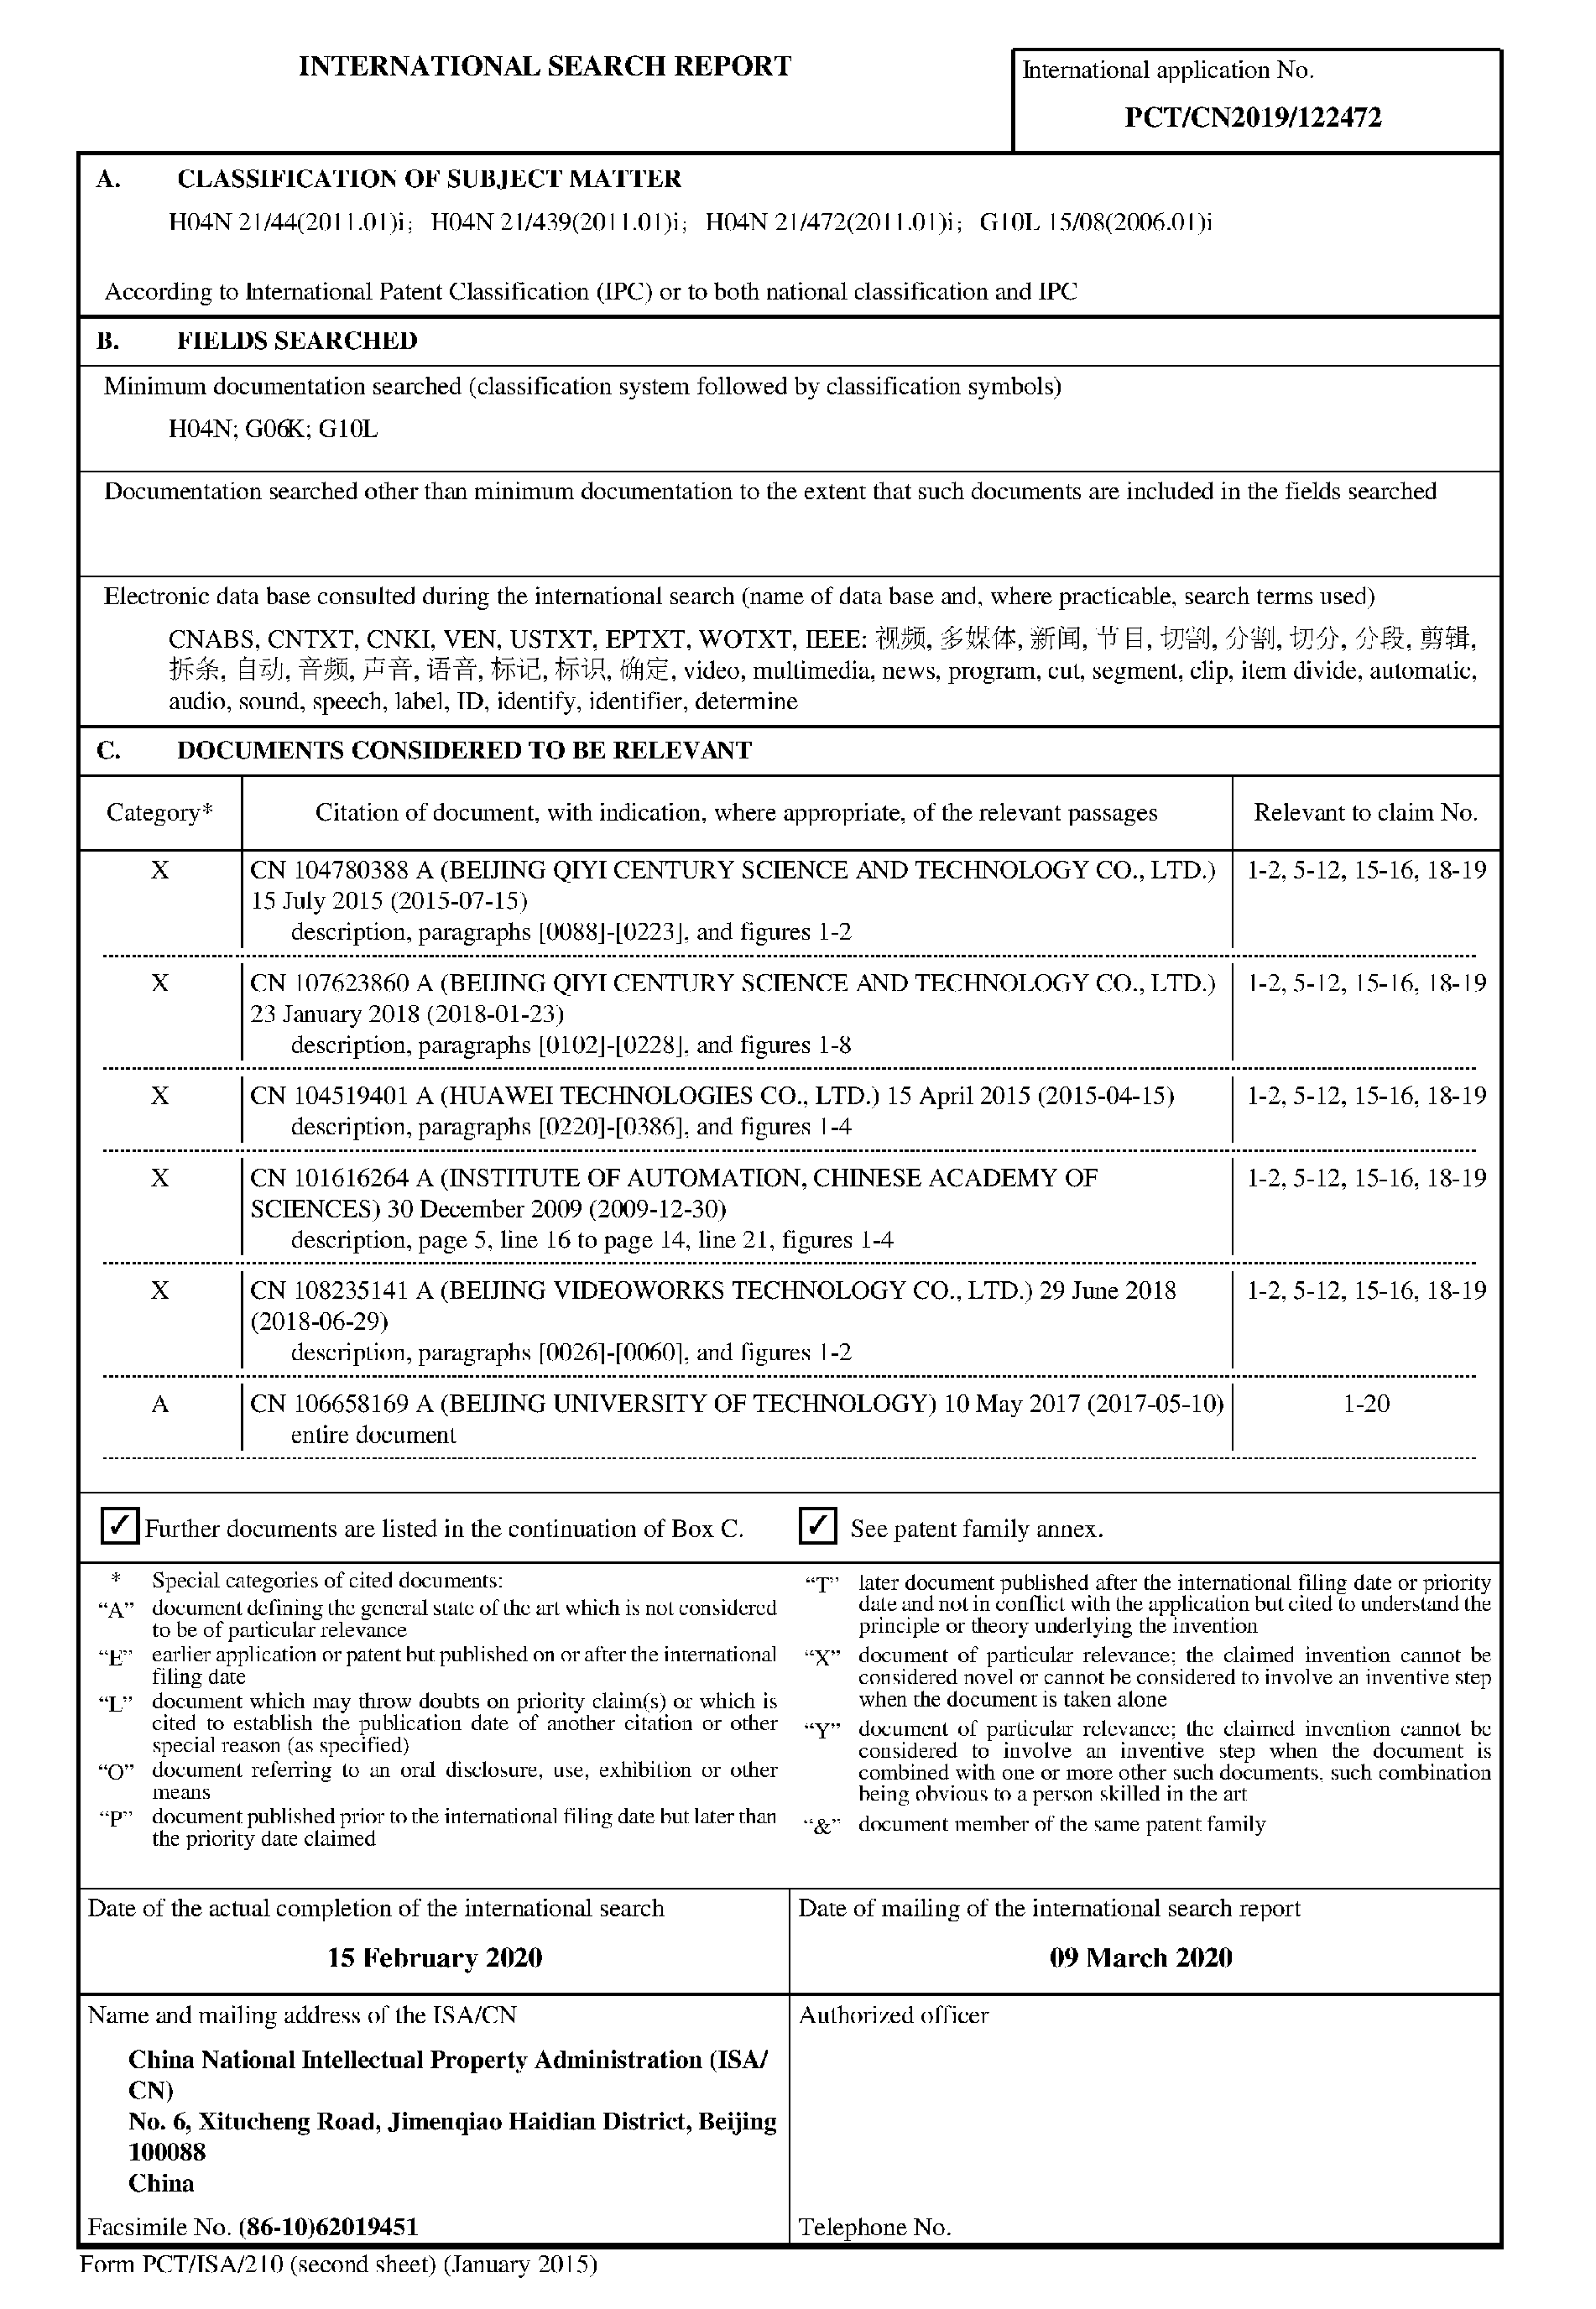 INTERNATIONAL SEARCH REPORT
International application No.
PCT/CN2019/122472
A. CLASSIFICATION OF SUBJECT MATTER
H04N 21/44(2011.01)i; H04N 21/439(2011.01)i; H04N 21/472(2011.01)i; G10L 15/08(2006.01)i
According to International Patent Classification (IPC) or to both national classification and IPC
B. FIELDS SEARCHED
Minimum documentation searched (classification system followed by classification symbols)
H04N; G06K; G10L
Documentation searched other than minimum documentation to the extent that such documents are included in the fields searched
Electronic data base consulted during the international search (name of data base and, where practicable, search terms used)
CNABS, CNTXT, CNKI, VEN, USTXT, EPTXT, WOTXT, IEEE: 视频, 多媒体, 新闻, 节目, 切割, 分割, 切分, 分段, 剪辑,
拆条, 自动, 音频, 声音, 语音, 标记, 标识, 确定, video, multimedia, news, program, cut, segment, clip, item divide, automatic,
audio, sound, speech, label, ID, identify, identifier, determine
C. DOCUMENTS CONSIDERED TO BE RELEVANT
Category* Citation of document, with indication, where appropriate, of the relevant passages Relevant to claim No.
X CN 104780388 A (BEIJING QIYI CENTURY SCIENCE AND TECHNOLOGY CO., LTD.) 1-2, 5-12, 15-16, 18-19
15 July 2015 (2015-07-15)
description, paragraphs [0088]-[0223], and figures 1-2
X CN 107623860 A (BEIJING QIYI CENTURY SCIENCE AND TECHNOLOGY CO., LTD.) 1-2, 5-12, 15-16, 18-19
23 January 2018 (2018-01-23)
description, paragraphs [0102]-[0228], and figures 1-8
X CN 104519401 A (HUAWEI TECHNOLOGIES CO., LTD.) 15 April 2015 (2015-04-15) 1-2, 5-12, 15-16, 18-19
description, paragraphs [0220]-[0386], and figures 1-4
X CN 101616264 A (INSTITUTE OF AUTOMATION, CHINESE ACADEMY OF 1-2, 5-12, 15-16, 18-19
SCIENCES) 30 December 2009 (2009-12-30)
description, page 5, line 16 to page 14, line 21, figures 1-4
X CN 108235141 A (BEIJING VIDEOWORKS TECHNOLOGY CO., LTD.) 29 June 2018 1-2, 5-12, 15-16, 18-19
(2018-06-29)
description, paragraphs [0026]-[0060], and figures 1-2
A CN 106658169 A (BEIJING UNIVERSITY OF TECHNOLOGY) 10 May 2017 (2017-05-10) 1-20
entire document
✓ Further documents are listed in the continuation of Box C. ✓ See patent family annex.
* Special categories of cited documents:
“A” document defining the general state of the art which is not considered
to be of particular relevance
“E” earlier application or patent but published on or after the international
filing date
“L” document which may throw doubts on priority claim(s) or which is
cited to establish the publication date of another citation or other
special reason (as specified)
“O” document referring to an oral disclosure, use, exhibition or other
means
“P” document published prior to the international filing date but later than
the priority date claimed
“T” later document published after the international filing date or priority
date and not in conflict with the application but cited to understand the
principle or theory underlying the invention
“X” document of particular relevance; the claimed invention cannot be
considered novel or cannot be considered to involve an inventive step
when the document is taken alone
“Y” document of particular relevance; the claimed invention cannot be
considered to involve an inventive step when the document is
combined with one or more other such documents, such combination
being obvious to a person skilled in the art
“&” document member of the same patent family
Date of the actual completion of the international search
15 February 2020
Date of mailing of the international search report
09 March 2020
Name and mailing address of the ISA/CN
China National Intellectual Property Administration (ISA/
CN)
No. 6, Xitucheng Road, Jimenqiao Haidian District, Beijing
100088
China
Authorized officer
Facsimile No. (86-10)62019451
Telephone No.
Form PCT/ISA/210 (second sheet) (January 2015)